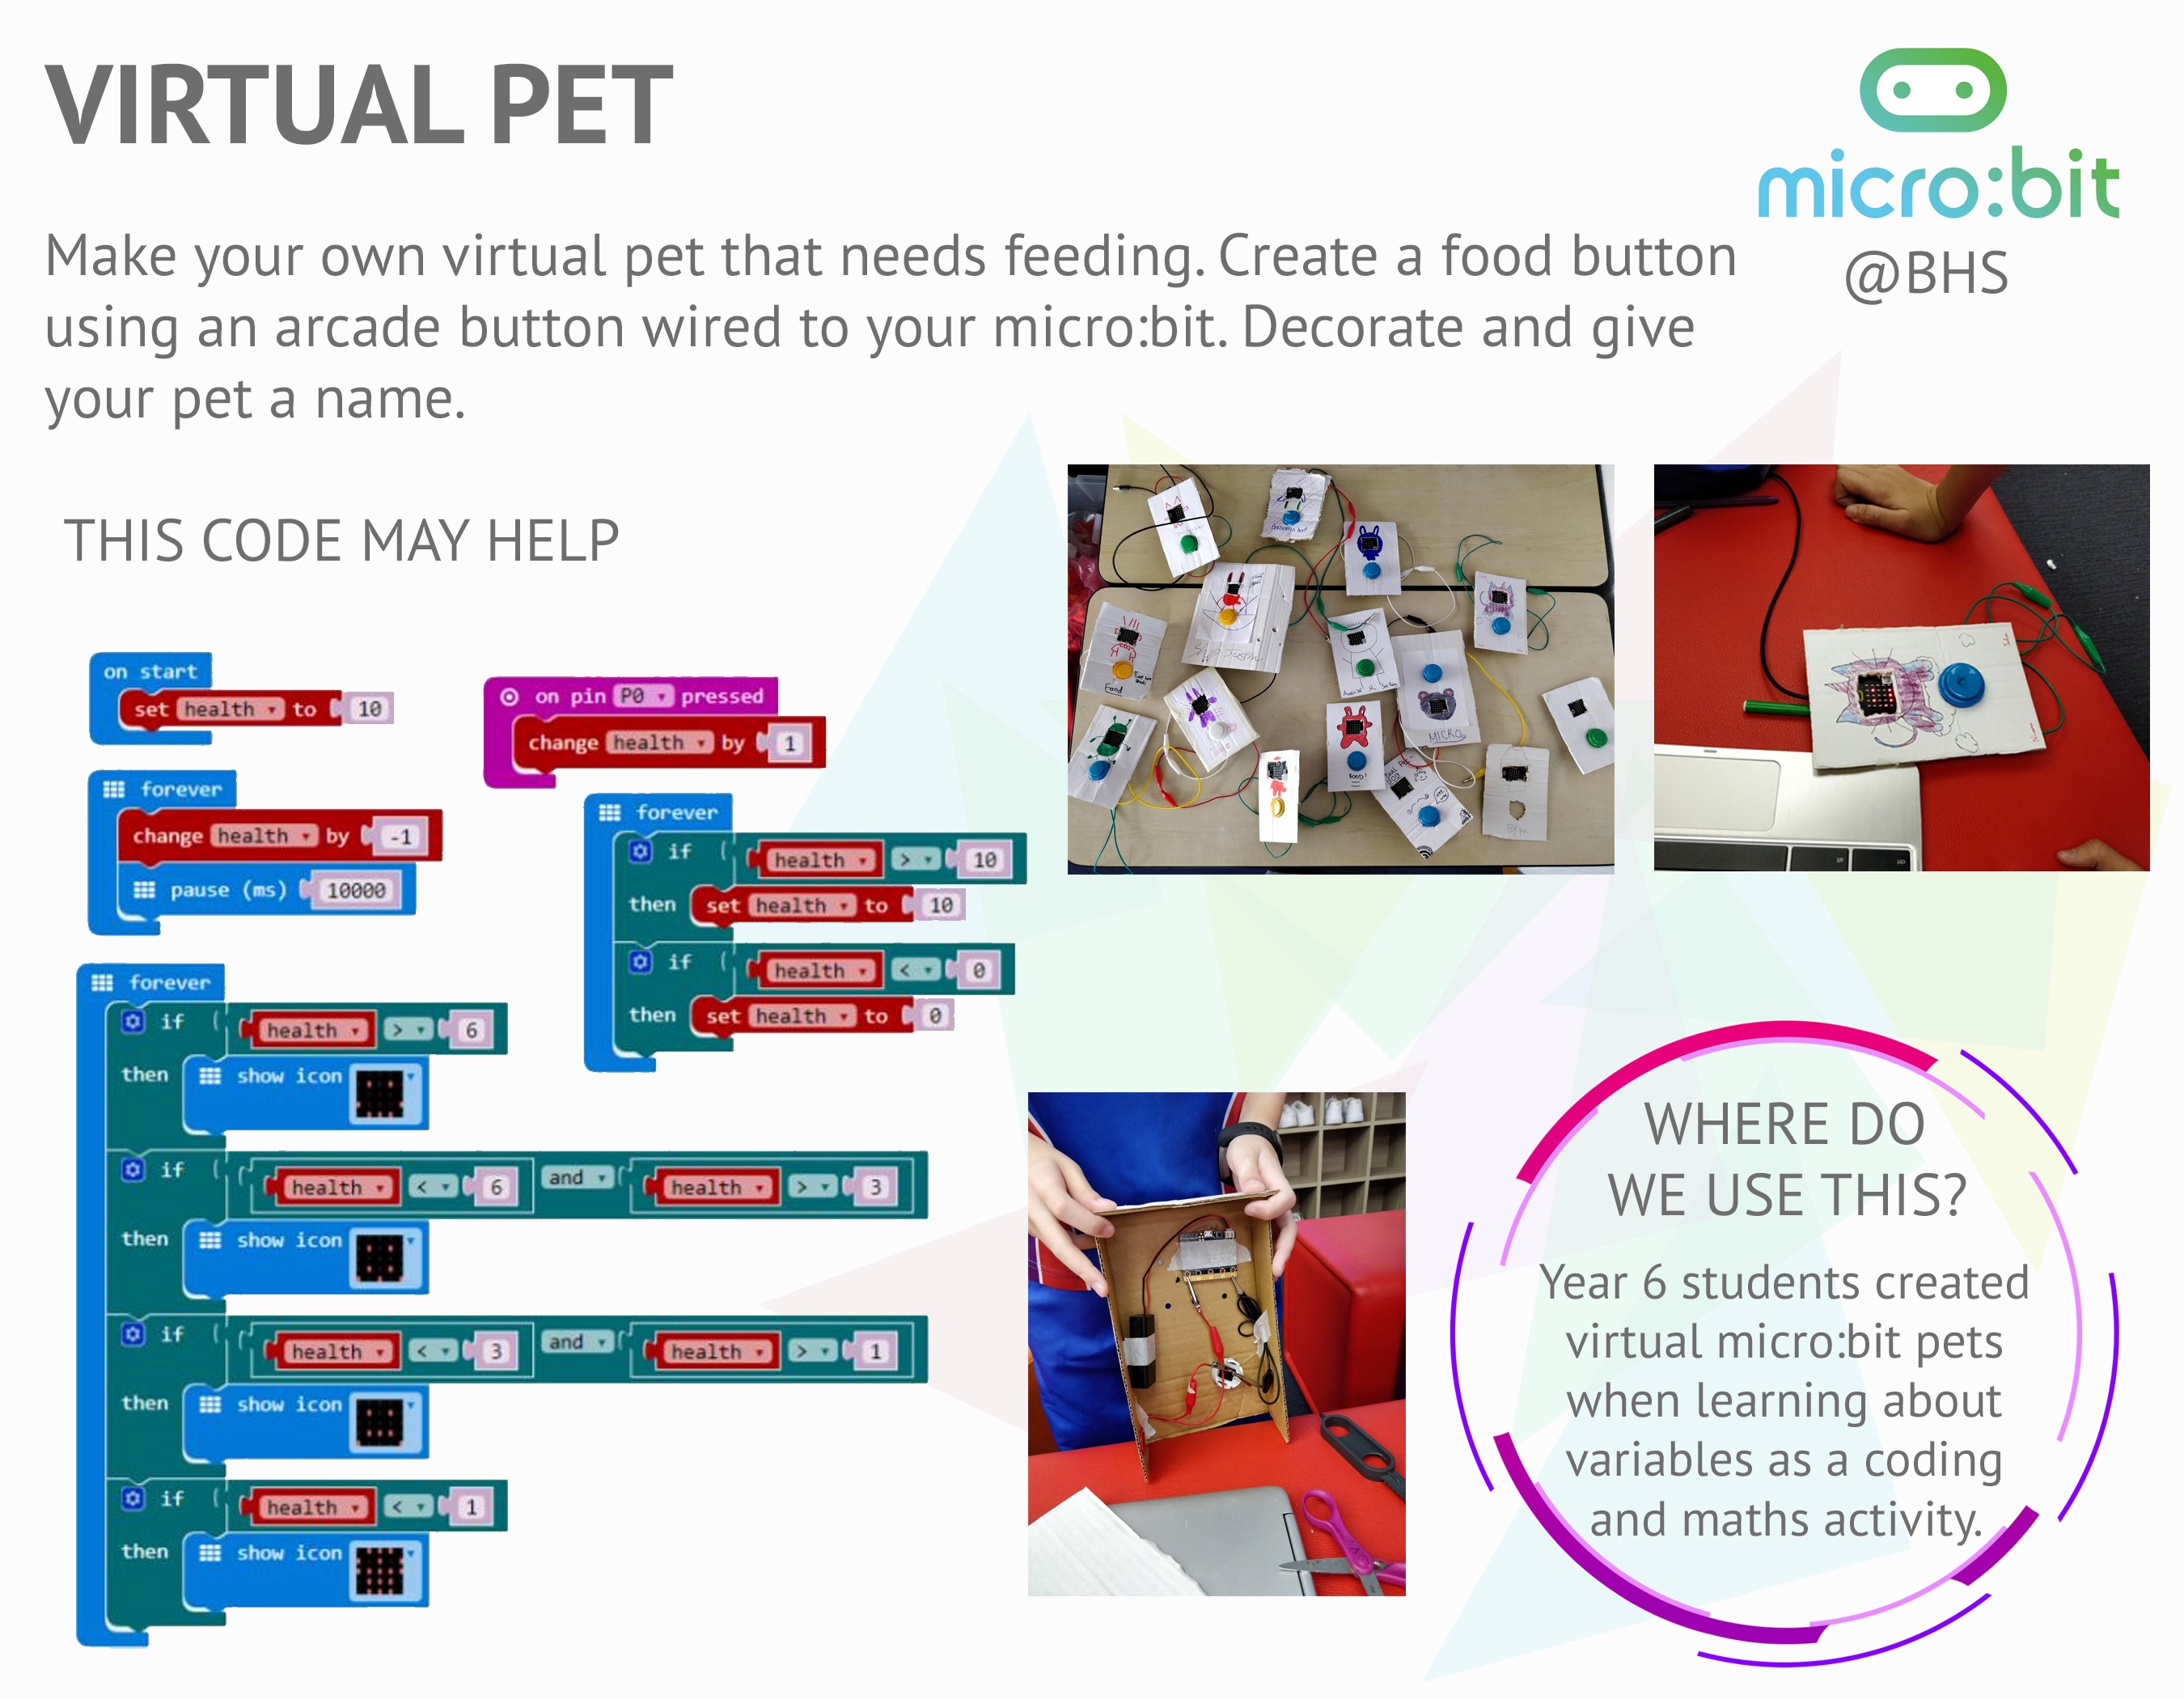 VIRTUAL PET
micro:bit
@BHS
Make your own virtual pet that needs feeding. Create a food button
using an arcade button wired to your micro:bit. Decorate and give
your pet a name.
THIS CODE MAY HELP
on start
set health to 10
on pin P0 pressed
change health by 1
forever
change health by -1
pause (ms) 10000
forever
if health > 10
then set health to 10
if health < 0
then set health to 0
forever
if health > 6
then show icon
if health < 6 and health > 3
then show icon
if health < 3 and health > 1
then show icon
if health < 1
then show icon
Food
MICRO
WHERE DO
WE USE THIS?
Year 6 students created
virtual micro:bit pets
when learning about
variables as a coding
and maths activity.